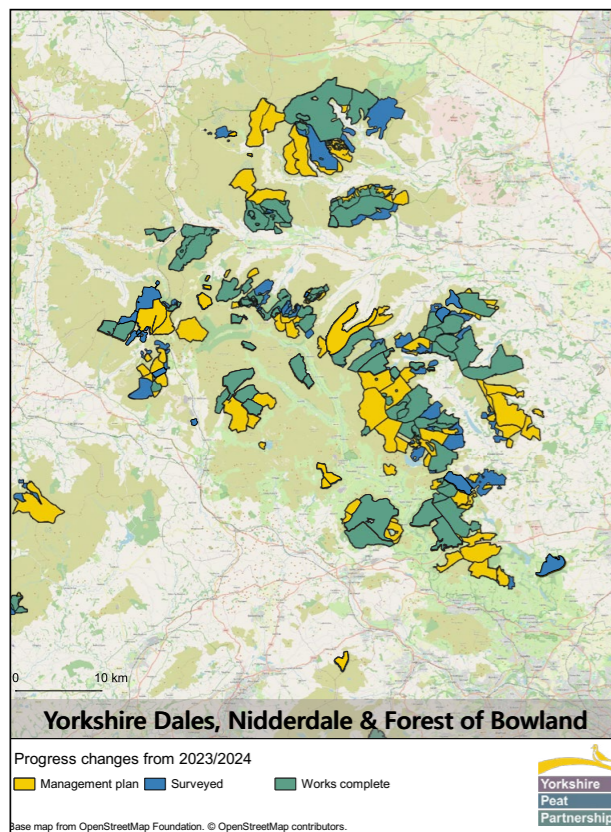 0 10 km
Yorkshire Dales, Nidderdale & Forest of Bowland
Progress changes from 2023/2024
Management plan Surveyed Works complete
Yorkshire
Peat
Partnership
Base map from OpenStreetMap Foundation. © OpenStreetMap contributors.